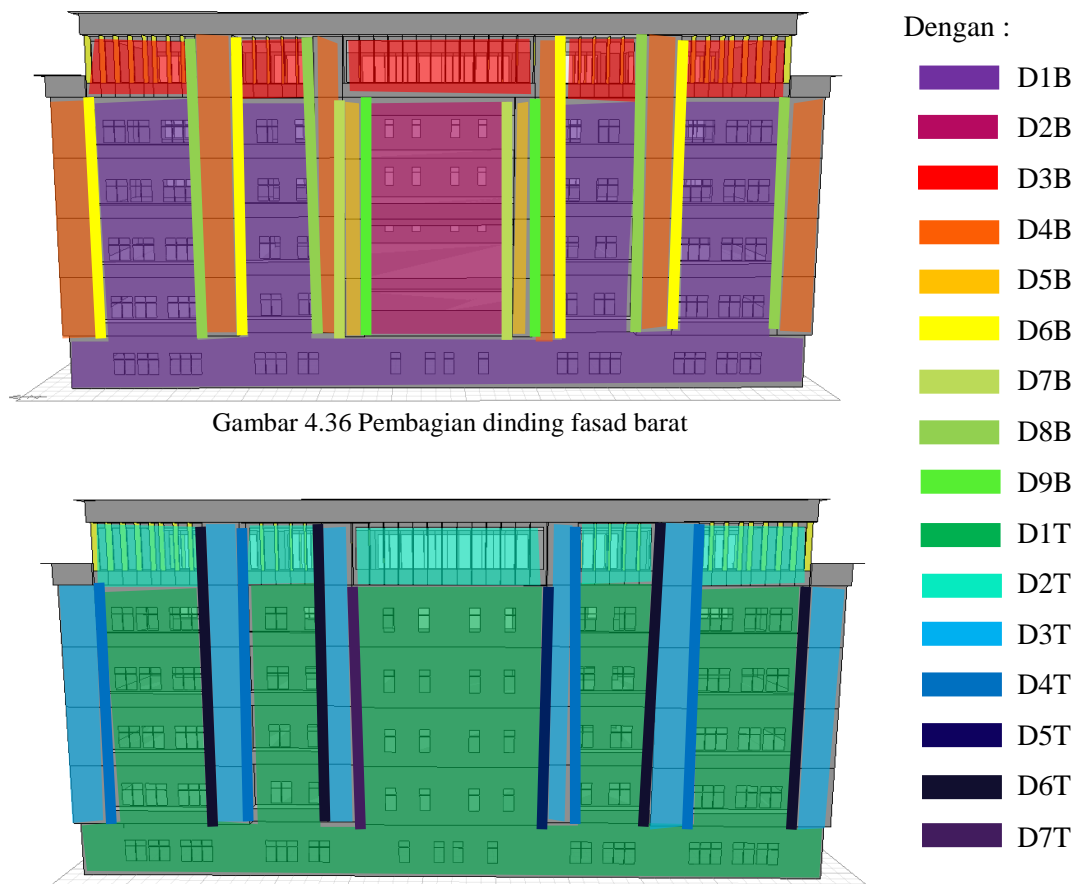 Dengan :
D1B
D2B
D3B
D4B
D5B
D6B
D7B
D8B
D9B
D1T
D2T
D3T
D4T
D5T
D6T
D7T
Gambar 4.36 Pembagian dinding fasad barat